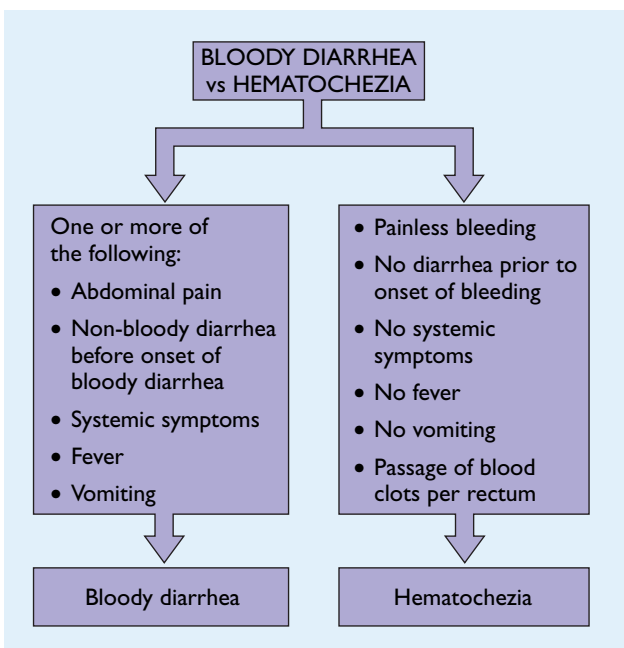 BLOODY DIARRHEA
vs HEMATOCHEZIA
One or more of
the following:
• Abdominal pain
• Non-bloody diarrhea
before onset of
bloody diarrhea
• Systemic symptoms
• Fever
• Vomiting
• Painless bleeding
• No diarrhea prior to
onset of bleeding
• No systemic
symptoms
• No fever
• No vomiting
• Passage of blood
clots per rectum
Bloody diarrhea
Hematochezia